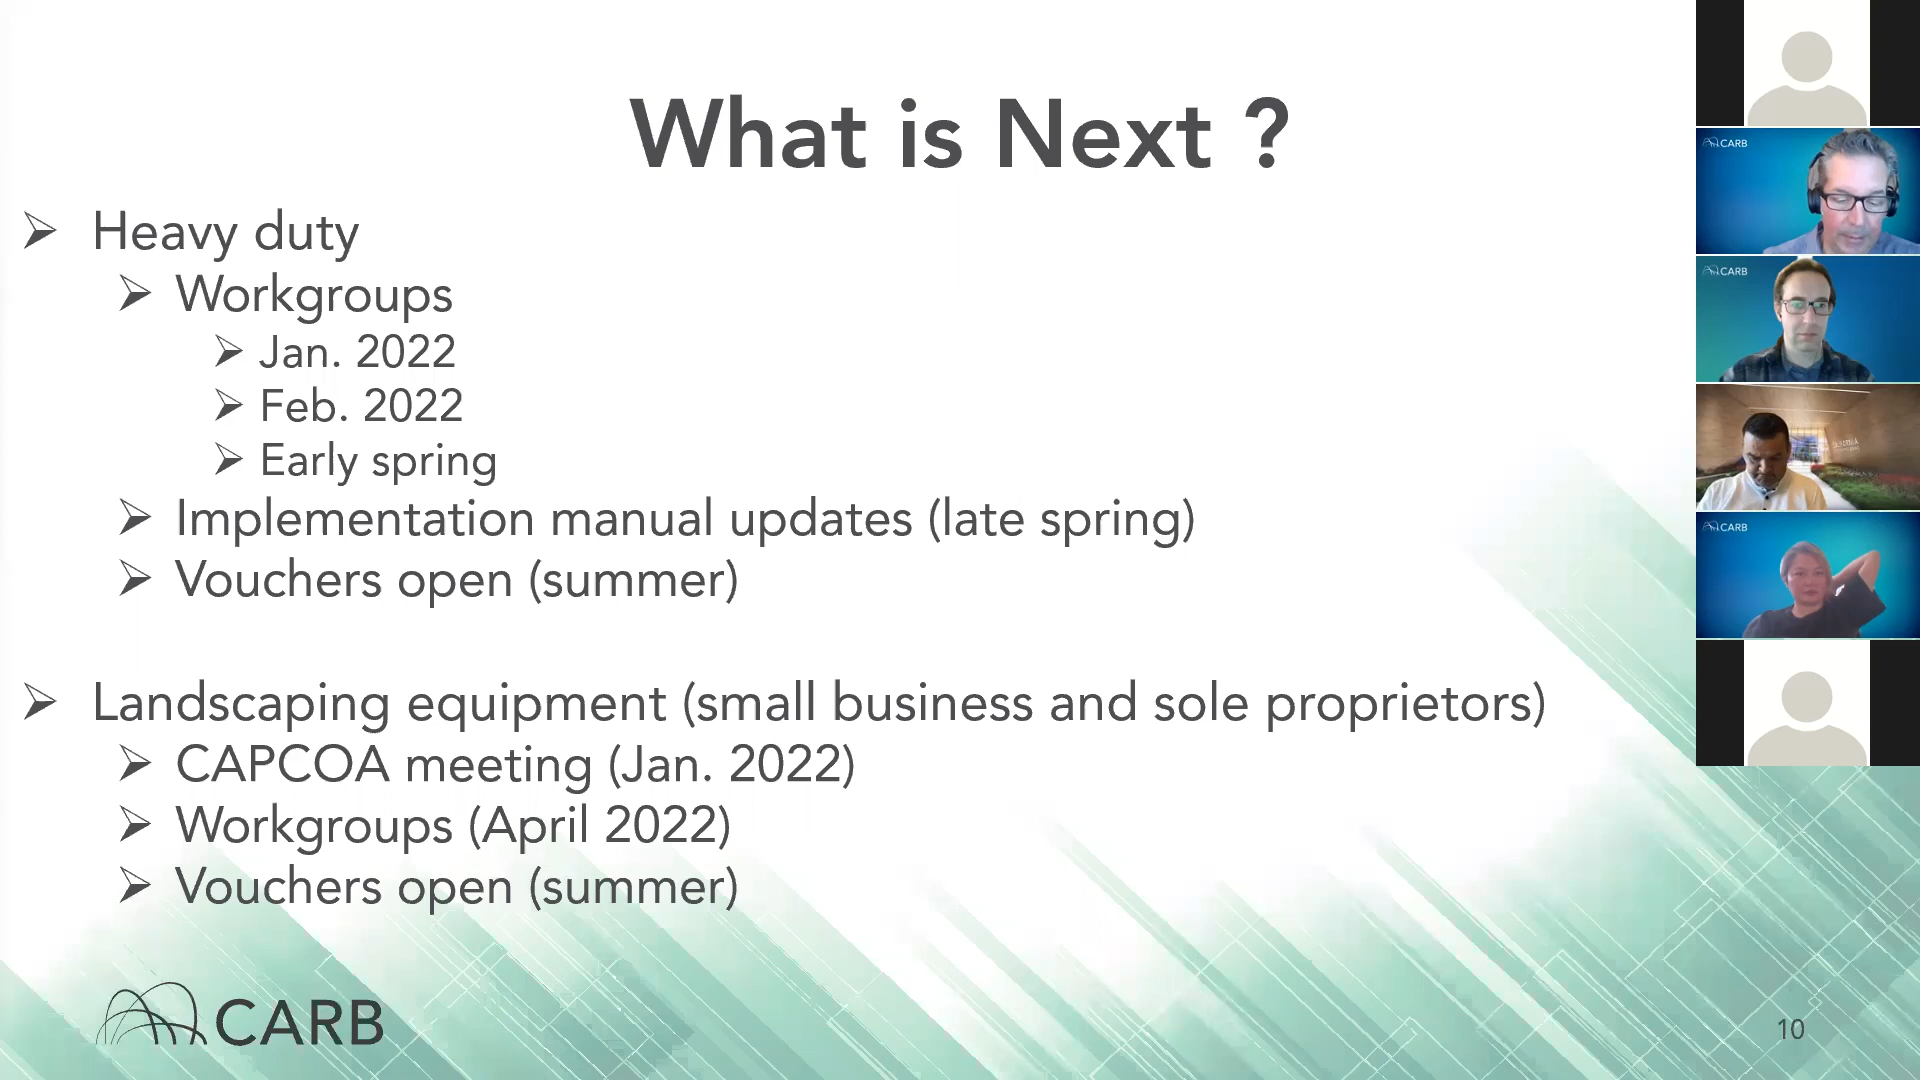 What is Next ?
Heavy duty
Workgroups
Jan. 2022
Feb. 2022
Early spring
Implementation manual updates (late spring)
Vouchers open (summer)
Landscaping equipment (small business and sole proprietors)
CAPCOA meeting (Jan. 2022)
Workgroups (April 2022)
Vouchers open (summer)
CARB
10
CARB
CARB
CARB